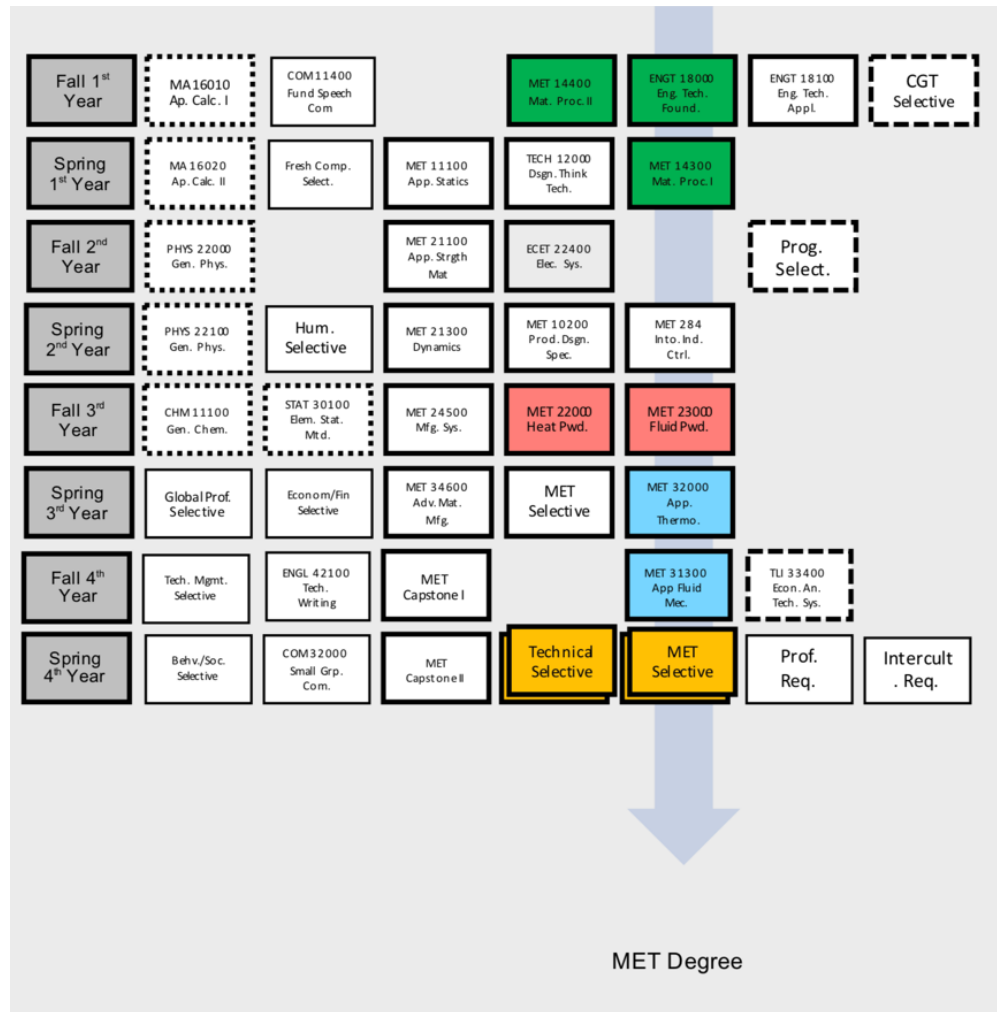 Fall 1st
Year
MA16010
Ap. Calc. I
COM11400
Fund Speech
Com
MET 14400
Mat. Proc. II
ENGT 18000
Eng. Tech.
Found.
ENGT 18100
Eng. Tech.
Appl.
CGT
Selective
Spring
1st Year
MA 16020
Ap. Calc. II
Fresh Comp.
Select.
MET 11100
App. Statics
TECH 12000
Dsgn. Think
Tech.
MET 14300
Mat. Proc. I
Fall 2nd
Year
PHYS 22000
Gen. Phys.
MET 21100
App. Strgth
Mat
ECET 22400
Elec. Sys.
Prog.
Select.
Spring
2nd Year
PHYS 22100
Gen. Phys.
Hum.
Selective
MET 21300
Dynamics
MET 10200
Prod. Dsgn.
Spec.
MET 284
Into. Ind.
Ctrl.
Fall 3rd
Year
CHM11100
Gen. Chem.
STAT 30100
Elem. Stat.
Mtd.
MET 24500
Mfg. Sys.
MET 22000
Heat Pwd.
MET 23000
Fluid Pwd.
Spring
3rd Year
Global Prof.
Selective
Econom/Fin
Selective
MET 34600
Adv. Mat.
Mfg.
MET
Selective
MET 32000
App.
Thermo.
Fall 4th
Year
Tech. Mgmt.
Selective
ENGL 42100
Tech.
Writing
MET
Capstone I
MET 31300
App Fluid
Mec.
TLI 33400
Econ. An.
Tech. Sys.
Spring
4th Year
Behv./Soc.
Selective
COM32000
Small Grp.
Com.
MET
Capstone II
Technical
Selective
MET
Selective
Prof.
Req.
Intercult
. Req.
MET Degree